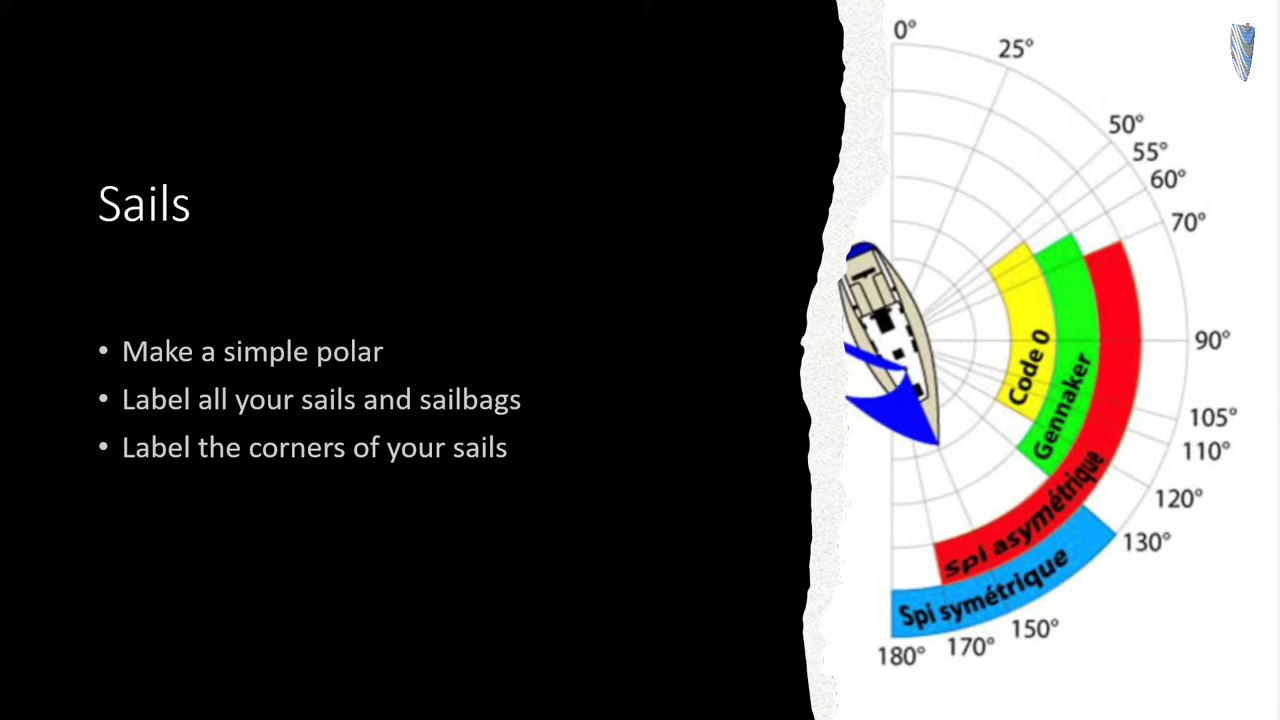 Sails
• Make a simple polar
• Label all your sails and sailbags
• Label the corners of your sails
0°
25°
50°
55°
60°
70°
90°
105°
110°
120°
130°
150°
170°
180°
Code 0
Gennaker
Spi asymétrique
Spi symétrique